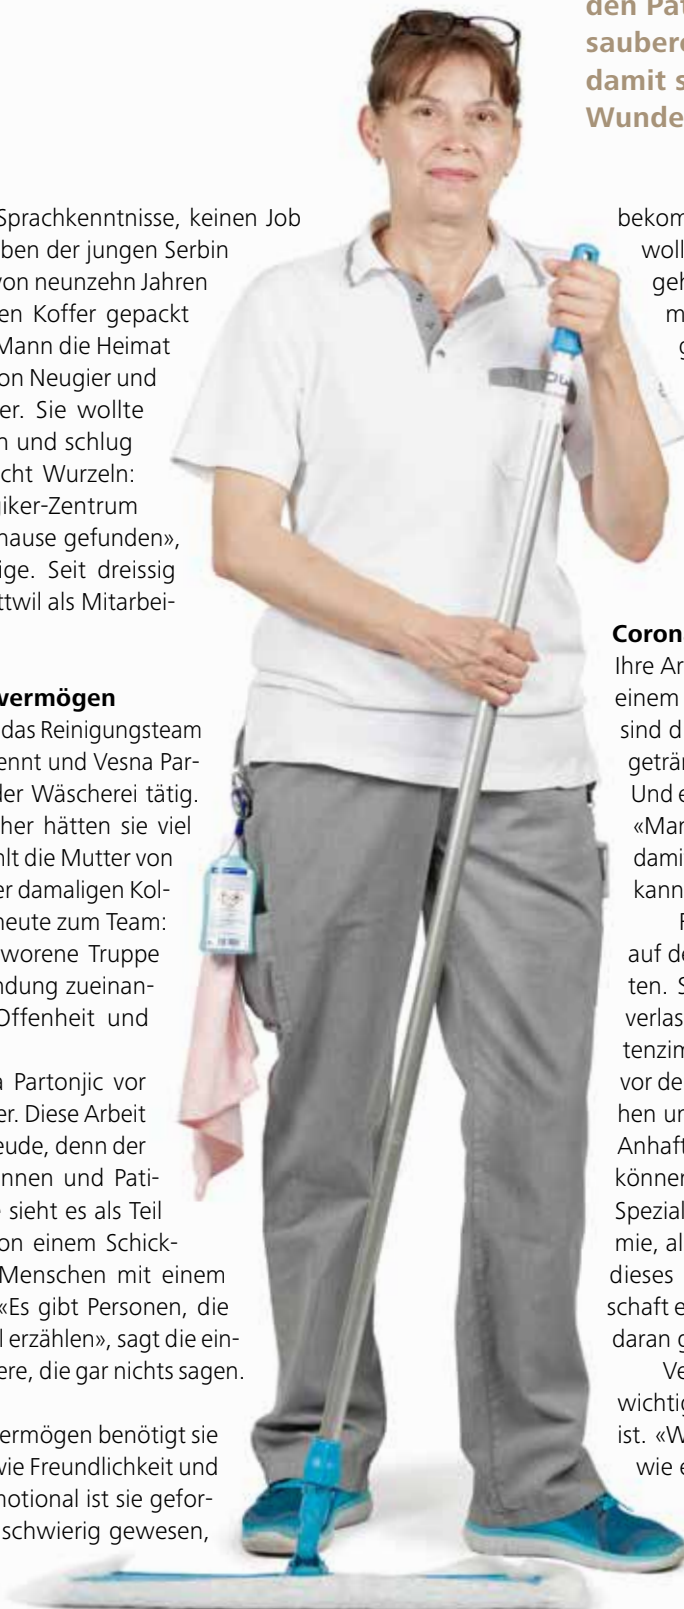 den Pat
saubere
damit s
Wunde
Sprachkenntnisse, keinen Job
ben der jungen Serbin
von neunzehn Jahren
en Koffer gepackt
Mann die Heimat
on Neugier und
er. Sie wollte
n und schlug
cht Wurzeln:
giker-Zentrum
hause gefunden»,
ige. Seit dreissig
ttwil als Mitarbei-
vermögen
das Reinigungsteam
ennt und Vesna Par-
der Wäscherei tätig.
her hätten sie viel
hlt die Mutter von
er damaligen Kol-
heute zum Team:
worene Truppe
ndung zueinan-
Offenheit und
a Partonjic vor
er. Diese Arbeit
eude, denn der
nnen und Pati-
e sieht es als Teil
on einem Schick-
Menschen mit einem
«Es gibt Personen, die
l erzählen», sagt die ein-
ere, die gar nichts sagen.
vermögen benötigt sie
wie Freundlichkeit und
motional ist sie gefor-
schwierig gewesen,
bekom
woll
geh
m
g
Coron
Ihre Ar
einem
sind d
geträn
Und e
«Mar
damit
kann
F
auf de
ten. S
verlas
tenzim
vor de
hen un
Anhaft
können
Spezial
mie, al
dieses
schaft e
daran g
Ve
wichtig
ist. «W
wie e